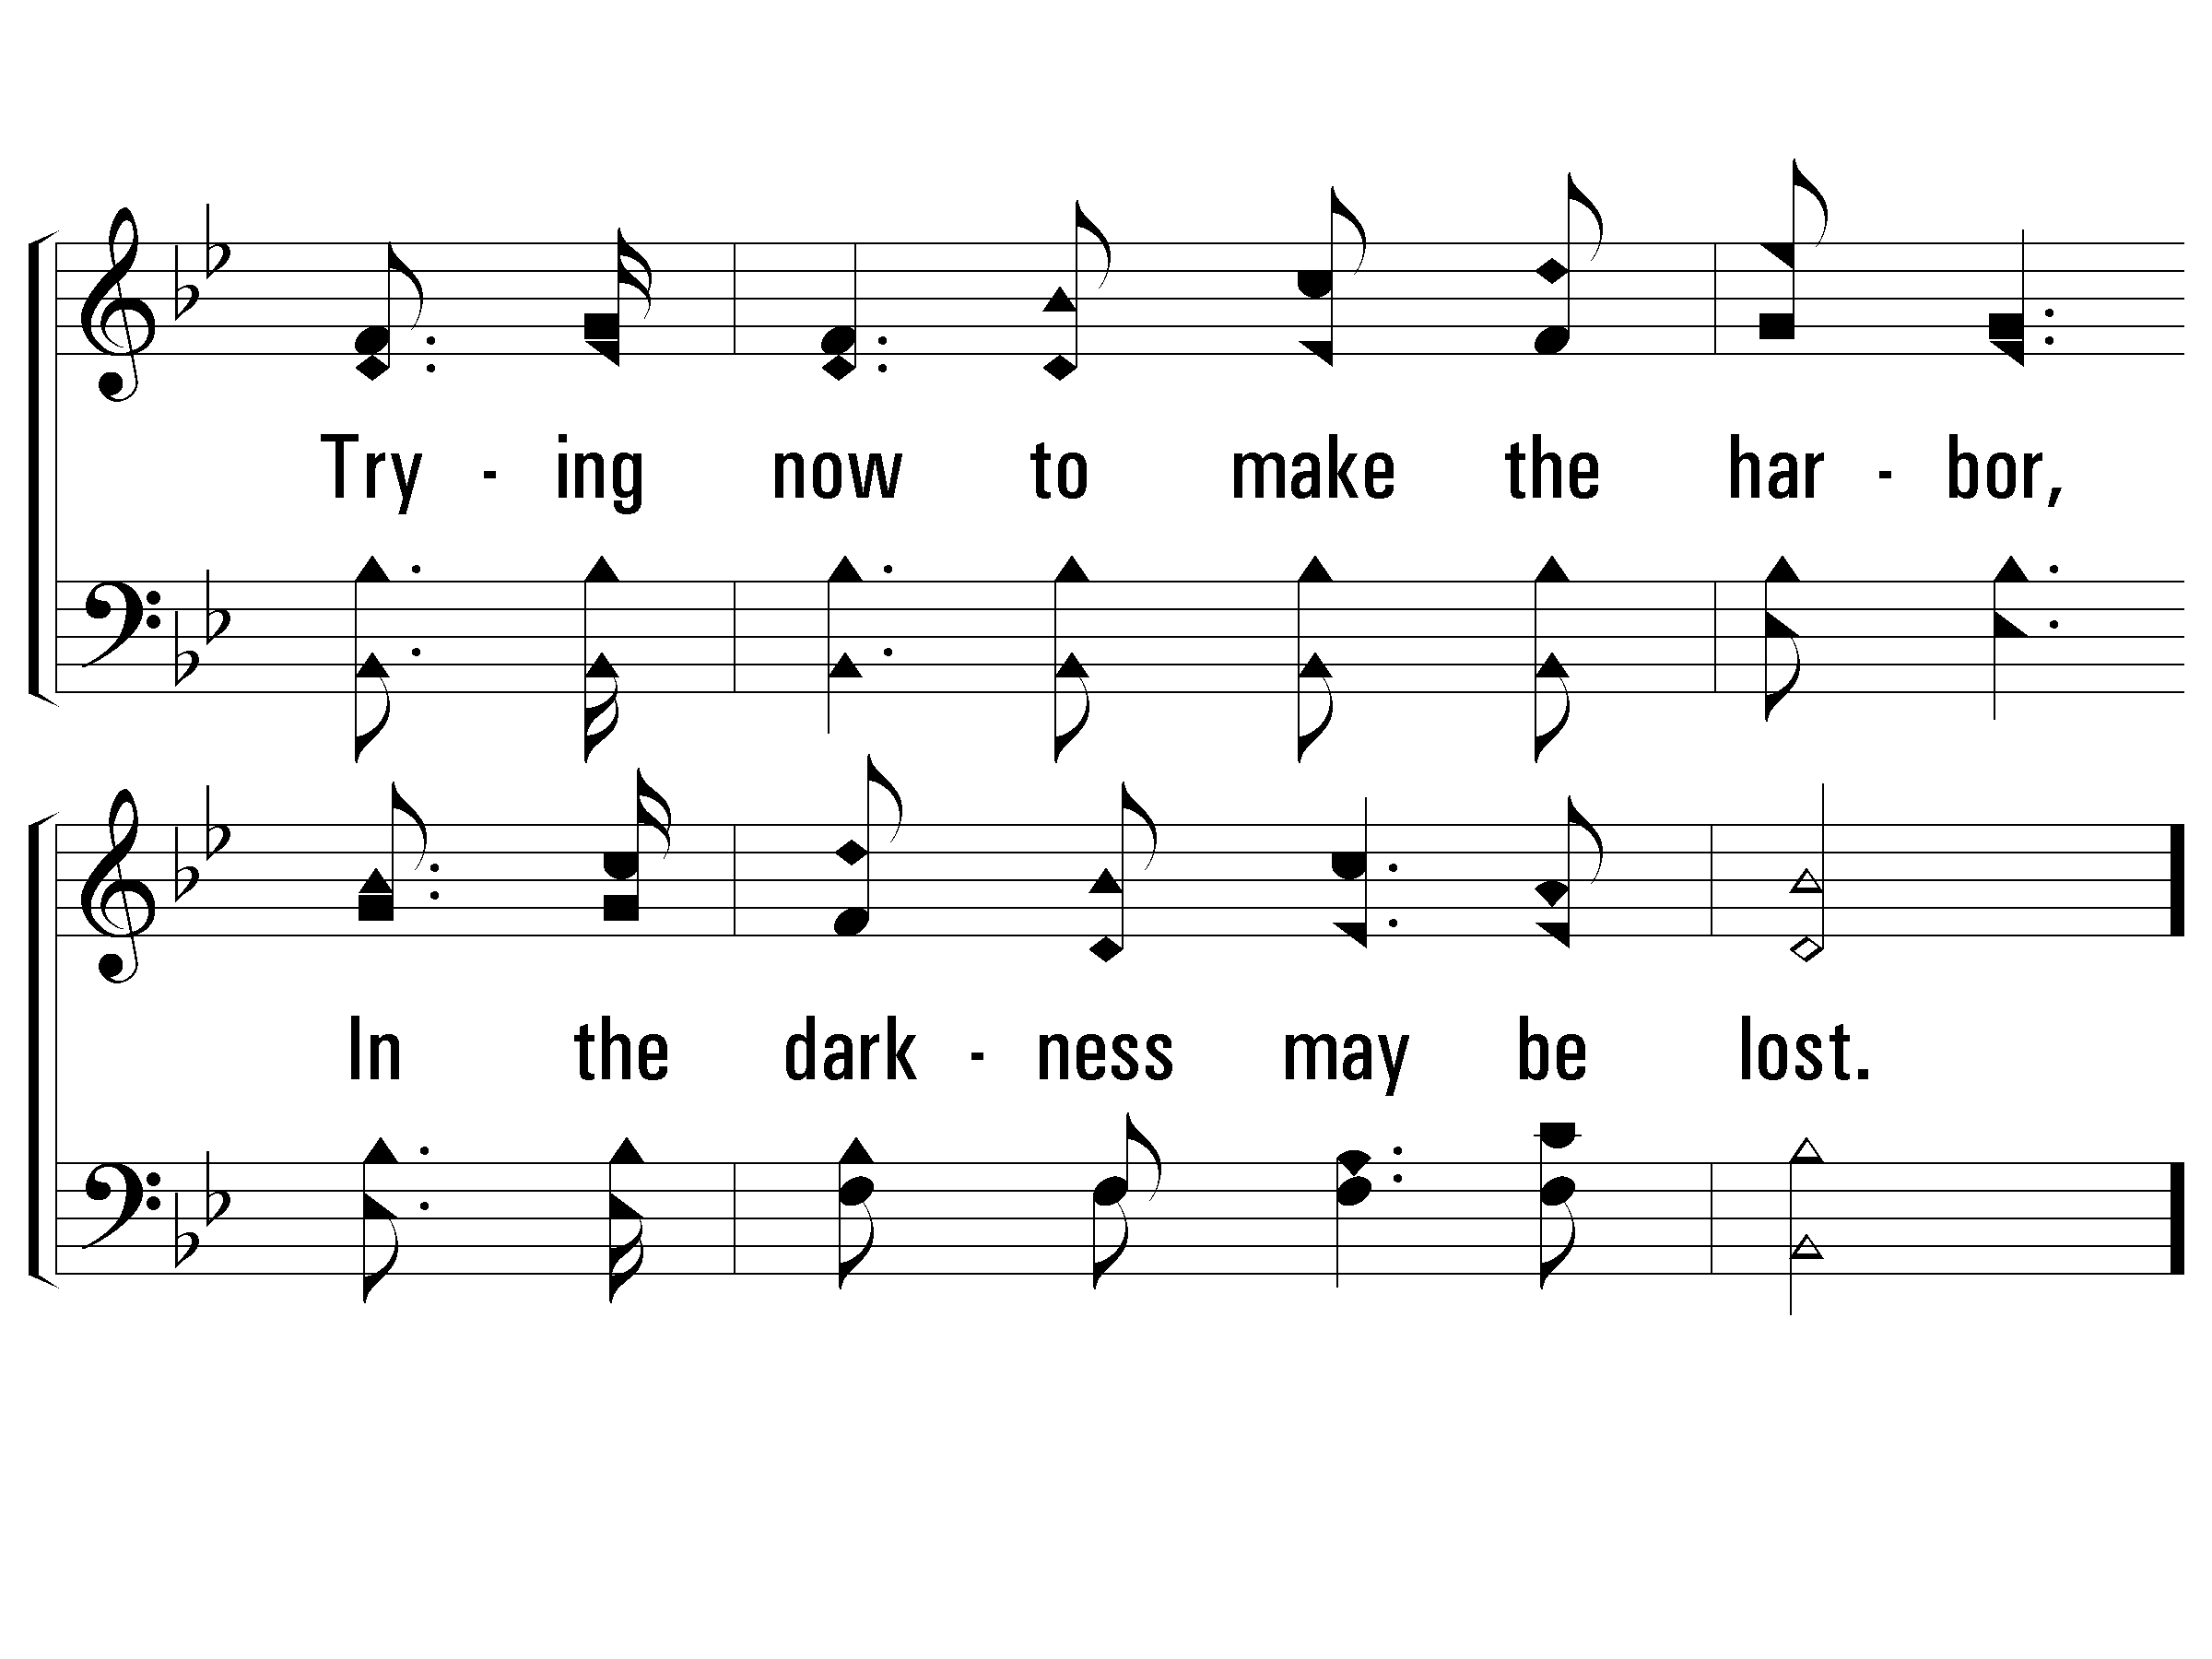 Try - ing now to make the har - bor,
In the dark - ness may be lost.